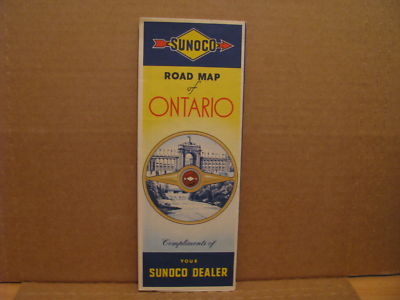 SUNOCO
ROAD MAP
of
ONTARIO
Compliments of
YOUR
SUNOCO DEALER